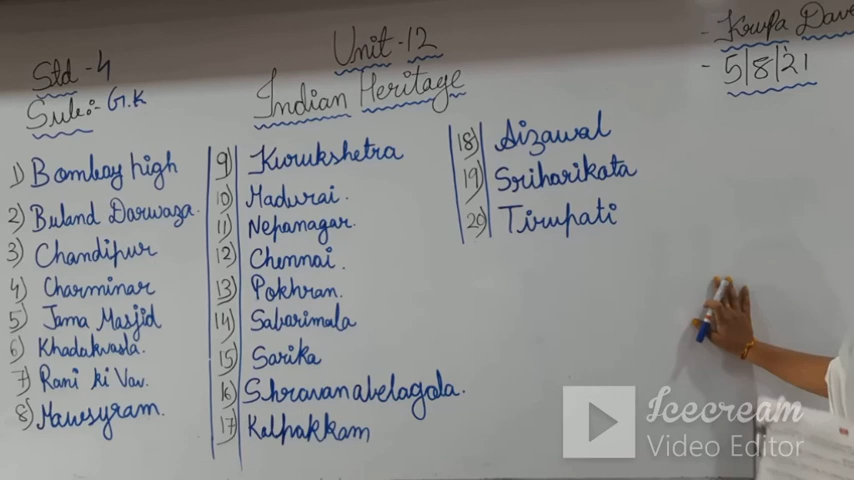 Std - 4
Sub:- G.K
Unit - 12
Indian Heritage
- Krupa Dave
- 5/8/21
1) Bombay high
2) Buland Darwaza.
3) Chandipur
4) Charminar
5) Jama Masjid
6) Khadakvasla.
7) Rani ki Vav.
8) Mawsyram.
9) Kurukshetra
10) Madurai.
11) Nepanagar.
12) Chennai.
13) Pokhran.
14) Sabarimala
15) Sarika
16) Shravanabelagola.
17) Kalpakkam
18) Aizawal
19) Sriharikata
20) Tirupati
Icecream
Video Editor